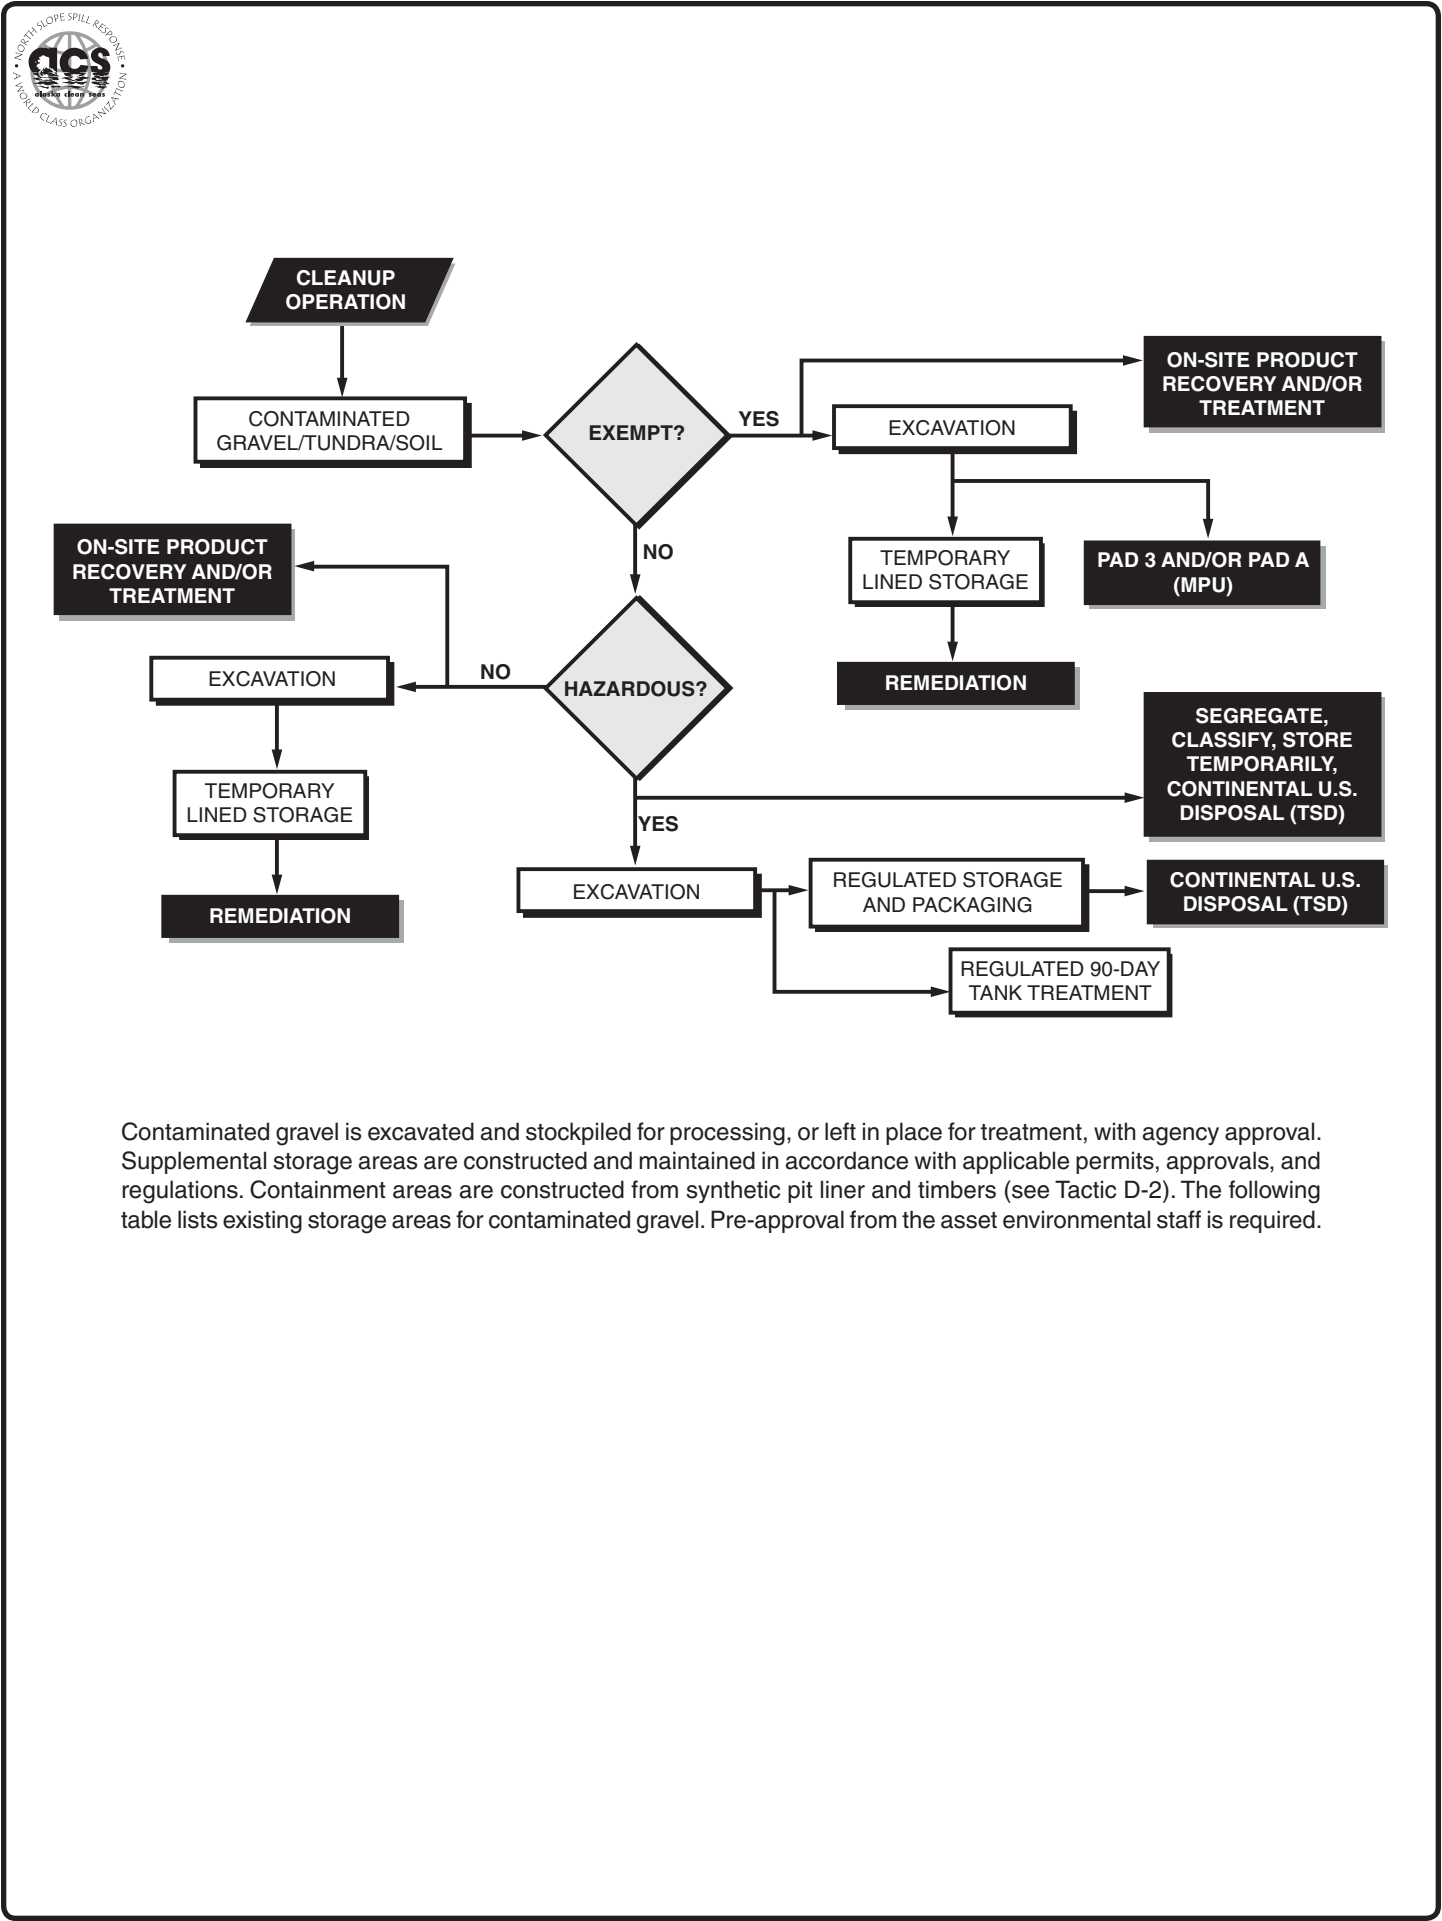 • NORTH SLOPE SPILL RESPONSE •
A WORLD CLASS ORGANIZATION
acs
alaska clean seas
CLEANUP
OPERATION
CONTAMINATED
GRAVEL/TUNDRA/SOIL
EXEMPT?
YES
EXCAVATION
ON-SITE PRODUCT
RECOVERY AND/OR
TREATMENT
NO
TEMPORARY
LINED STORAGE
PAD 3 AND/OR PAD A
(MPU)
REMEDIATION
ON-SITE PRODUCT
RECOVERY AND/OR
TREATMENT
HAZARDOUS?
NO
EXCAVATION
TEMPORARY
LINED STORAGE
REMEDIATION
SEGREGATE,
CLASSIFY, STORE
TEMPORARILY,
CONTINENTAL U.S.
DISPOSAL (TSD)
YES
EXCAVATION
REGULATED STORAGE
AND PACKAGING
CONTINENTAL U.S.
DISPOSAL (TSD)
REGULATED 90-DAY
TANK TREATMENT
Contaminated gravel is excavated and stockpiled for processing, or left in place for treatment, with agency approval.
Supplemental storage areas are constructed and maintained in accordance with applicable permits, approvals, and
regulations. Containment areas are constructed from synthetic pit liner and timbers (see Tactic D-2). The following
table lists existing storage areas for contaminated gravel. Pre-approval from the asset environmental staff is required.